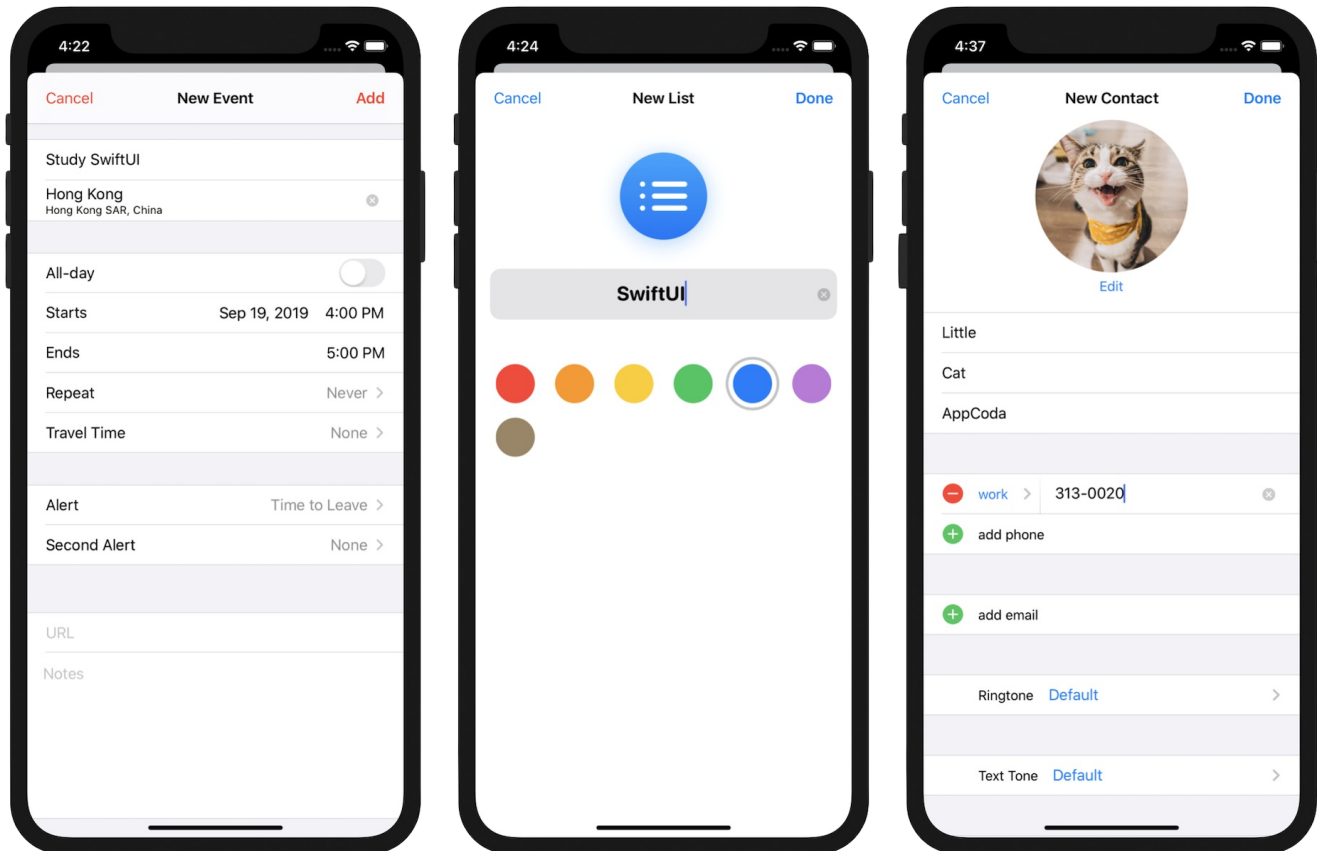 4:22
Cancel New Event Add
Study SwiftUI
Hong Kong
Hong Kong SAR, China
All-day
Starts Sep 19, 2019 4:00 PM
Ends 5:00 PM
Repeat Never
Travel Time None
Alert Time to Leave
Second Alert None
URL
Notes
4:24
Cancel New List Done
SwiftUI
4:37
Cancel New Contact Done
Edit
Little
Cat
AppCoda
work 313-0020
add phone
add email
Ringtone Default
Text Tone Default